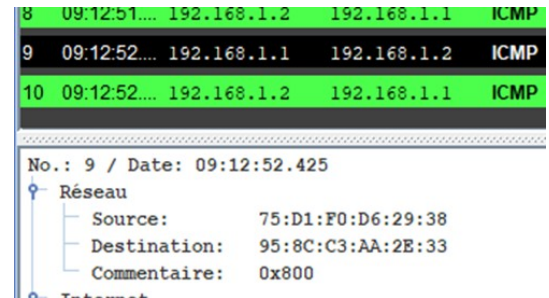 8 09:12:51.... 192.168.1.2 192.168.1.1 ICMP
9 09:12:52.... 192.168.1.1 192.168.1.2 ICMP
10 09:12:52.... 192.168.1.2 192.168.1.1 ICMP
No.: 9 / Date: 09:12:52.425
Réseau
Source: 75:D1:F0:D6:29:38
Destination: 95:8C:C3:AA:2E:33
Commentaire: 0x800
Internet